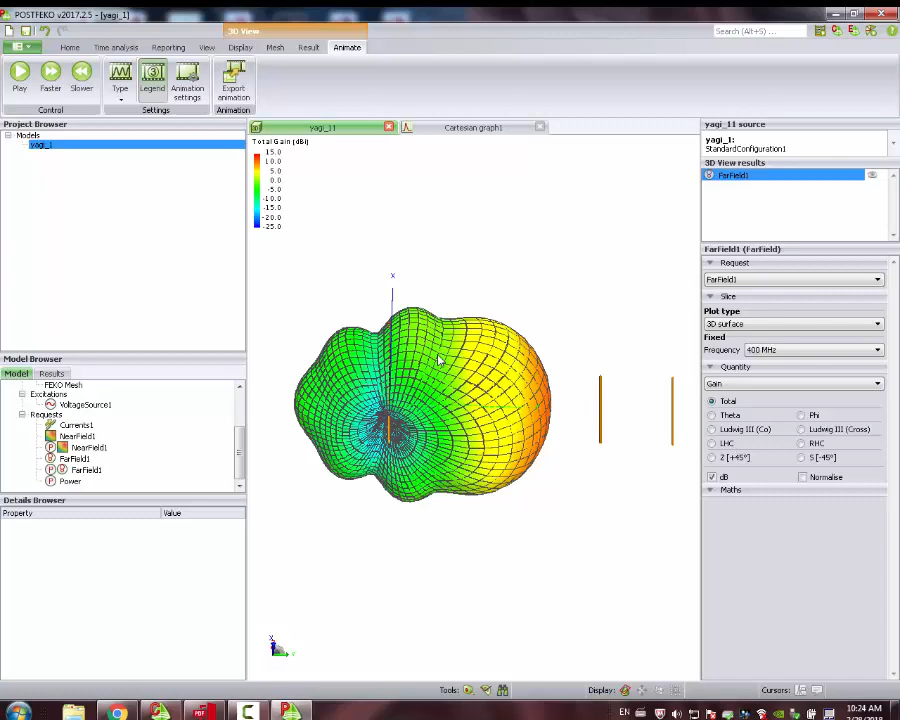 POSTFEKO v2017.2.5 - [yagi_1]
3D View
Search (Alt+S) ...
Home
Time analysis
Reporting
View
Display
Mesh
Result
Animate
Play
Faster
Slower
Type
Legend
Animation settings
Export animation
Control
Settings
Animation
Project Browser
Models
yagi_1
yagi_11
Cartesian graph1
Total Gain (dBi)
15.0
10.0
5.0
0.0
-5.0
-10.0
-15.0
-20.0
-25.0
X
X
Y
Model Browser
Model
Results
FEKO Mesh
Excitations
VoltageSource1
Requests
Currents1
NearField1
NearField1
FarField1
FarField1
Power
Details Browser
Property
Value
yagi_11 source
yagi_1:
StandardConfiguration1
3D View results
FarField1
FarField1 (FarField)
Request
FarField1
Slice
Plot type
3D surface
Fixed
Frequency
400 MHz
Quantity
Gain
Total
Theta
Phi
Ludwig III (Co)
Ludwig III (Cross)
LHC
RHC
Z [+45°]
S [-45°]
dB
Normalise
Maths
Tools:
Display:
Cursors:
EN
10:24 AM